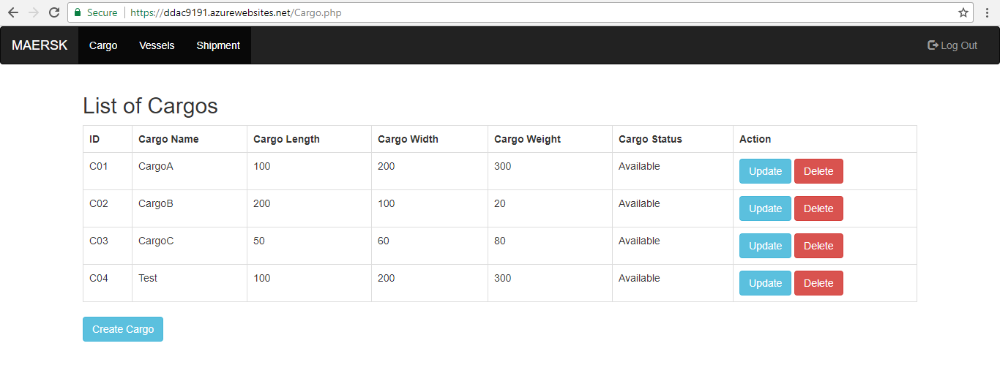 Secure https://ddac9191.azurewebsites.net/Cargo.php
MAERSK Cargo Vessels Shipment Log Out
List of Cargos
ID Cargo Name Cargo Length Cargo Width Cargo Weight Cargo Status Action
C01 CargoA 100 200 300 Available Update Delete
C02 CargoB 200 100 20 Available Update Delete
C03 CargoC 50 60 80 Available Update Delete
C04 Test 100 200 300 Available Update Delete
Create Cargo